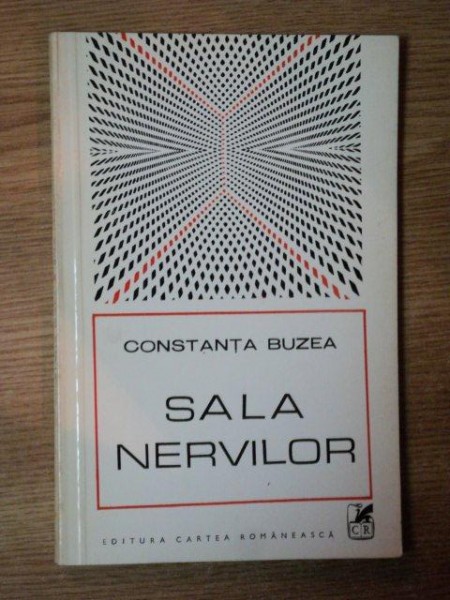 CONSTANȚA BUZEA
SALA
NERVILOR
EDITURA CARTEA ROMÂNEASCĂ
CR